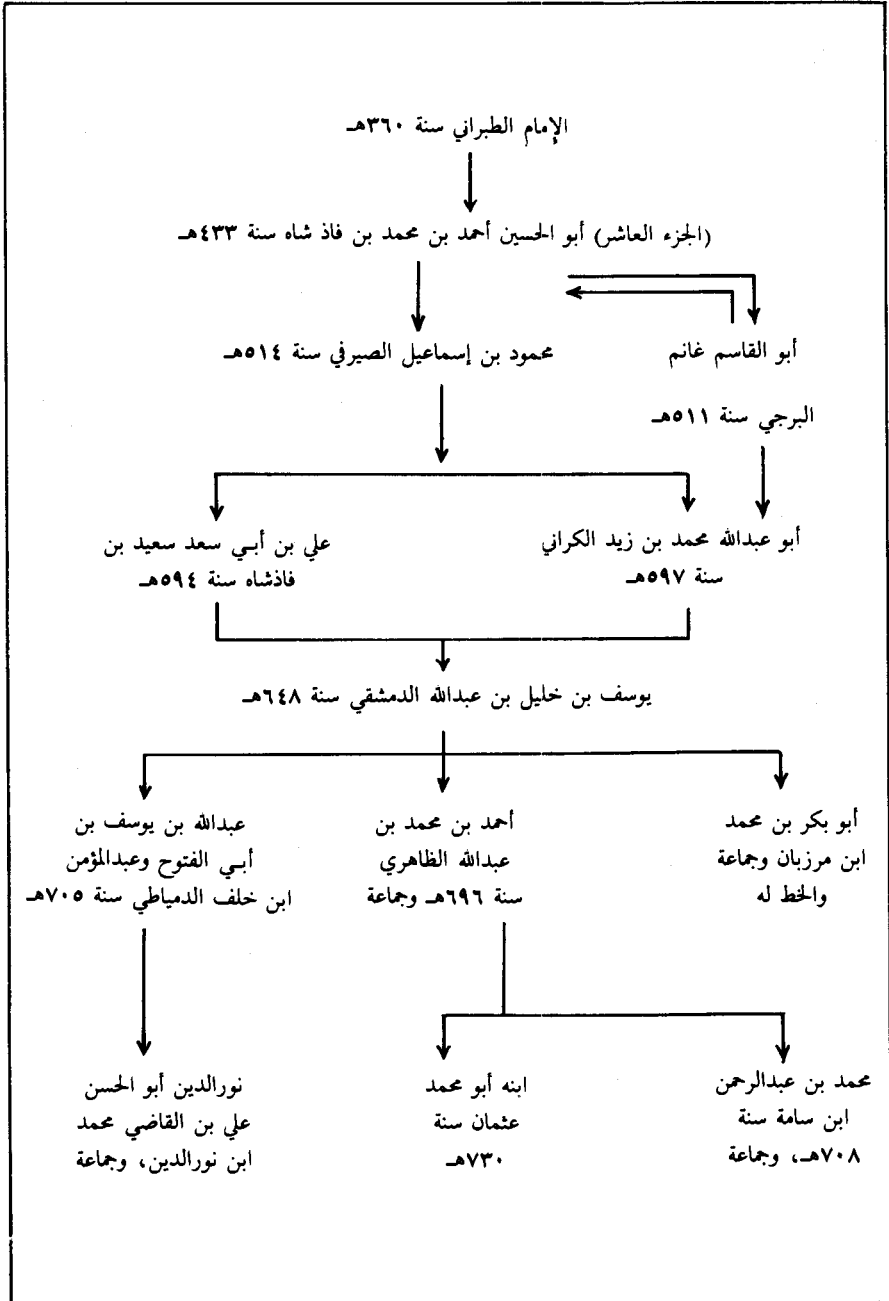 الإمام الطبراني سنة ٣٦٠هـ
(الجزء العاشر) أبو الحسين أحمد بن محمد بن فاذ شاه سنة ٤٣٣هـ
أبو القاسم غانم
البرجي سنة ٥١١هـ
محمود بن إسماعيل الصيرفي سنة ٥١٤هـ
أبو عبدالله محمد بن زيد الكراني
سنة ٥٩٧هـ
علي بن أبـي سعد سعيد بن
فاذشاه سنة ٥٩٤هـ
يوسف بن خليل بن عبدالله الدمشقي سنة ٦٤٨هـ
أبو بكر بن محمد
ابن مرزبان وجماعة
والخط له
أحمد بن محمد بن
عبدالله الظاهري
سنة ٦٩٦هـ وجماعة
عبدالله بن يوسف بن
أبـي الفتوح وعبدالمؤمن
ابن خلف الدمياطي سنة ٧٠٥هـ
محمد بن عبدالرحمن
ابن سامة سنة
٧٠٨هـ، وجماعة
ابنه أبو محمد
عثمان سنة
٧٣٠هـ
نورالدين أبو الحسن
علي بن القاضي محمد
ابن نورالدين، وجماعة